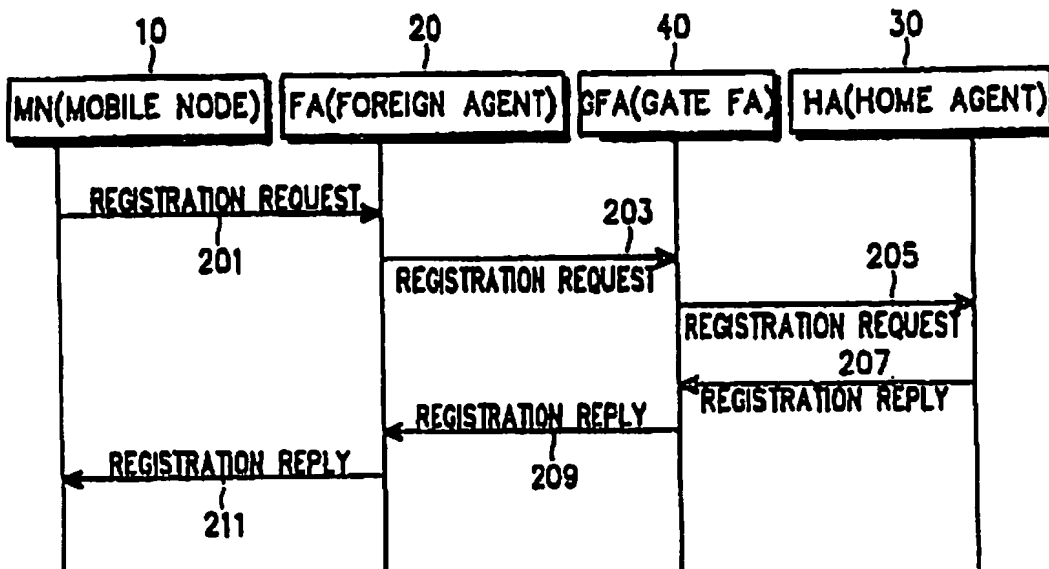 10
20
40
30
MN(MOBILE NODE)
FA(FOREIGN AGENT)
GFA(GATE FA)
HA(HOME AGENT)
REGISTRATION REQUEST
201
203
REGISTRATION REQUEST
205
REGISTRATION REQUEST
207
REGISTRATION REPLY
REGISTRATION REPLY
209
REGISTRATION REPLY
211